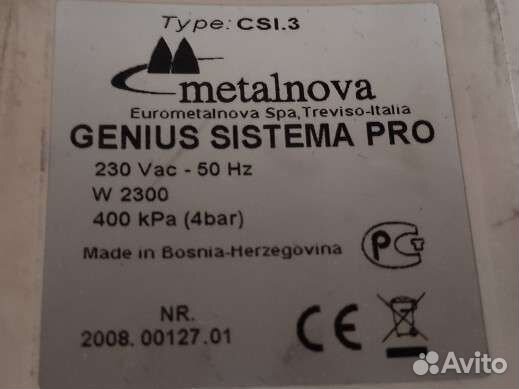 Type: CSI.3
metalnova
Eurometalnova Spa, Treviso-Italia
GENIUS SISTEMA PRO
230 Vac - 50 Hz
W 2300
400 kPa (4bar)
Made in Bosnia-Herzegovina
РСТ
NR.
2008. 00127.01
CE
Avito